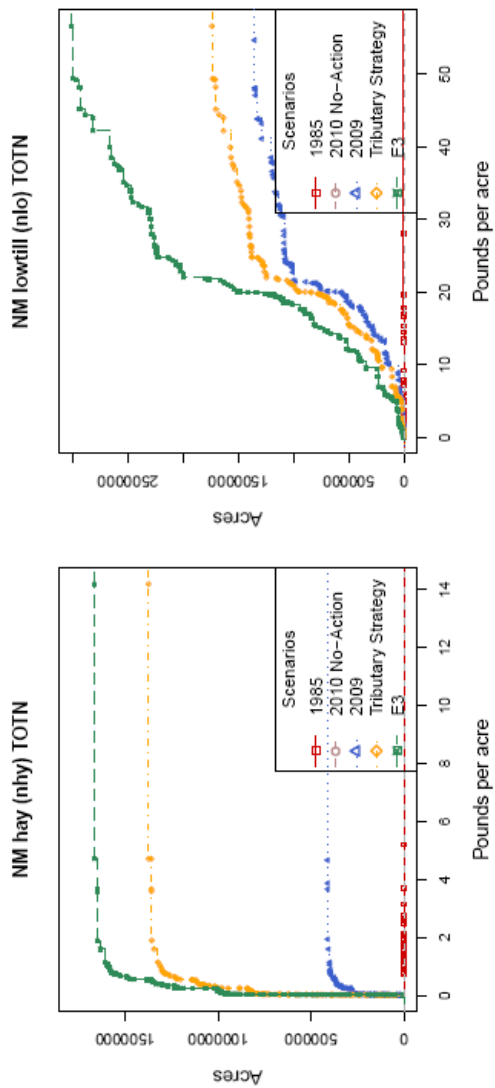 NM hay (nhy) TOTN
Acres
0
500000
1000000
1500000
0
2
4
6
8
10
12
14
Pounds per acre
Scenarios
1985
2010 No-Action
2009
Tributary Strategy
E3
NM lowtill (nlo) TOTN
Acres
0
500000
1500000
2500000
0
10
20
30
40
50
Pounds per acre
Scenarios
1985
2010 No-Action
2009
Tributary Strategy
E3